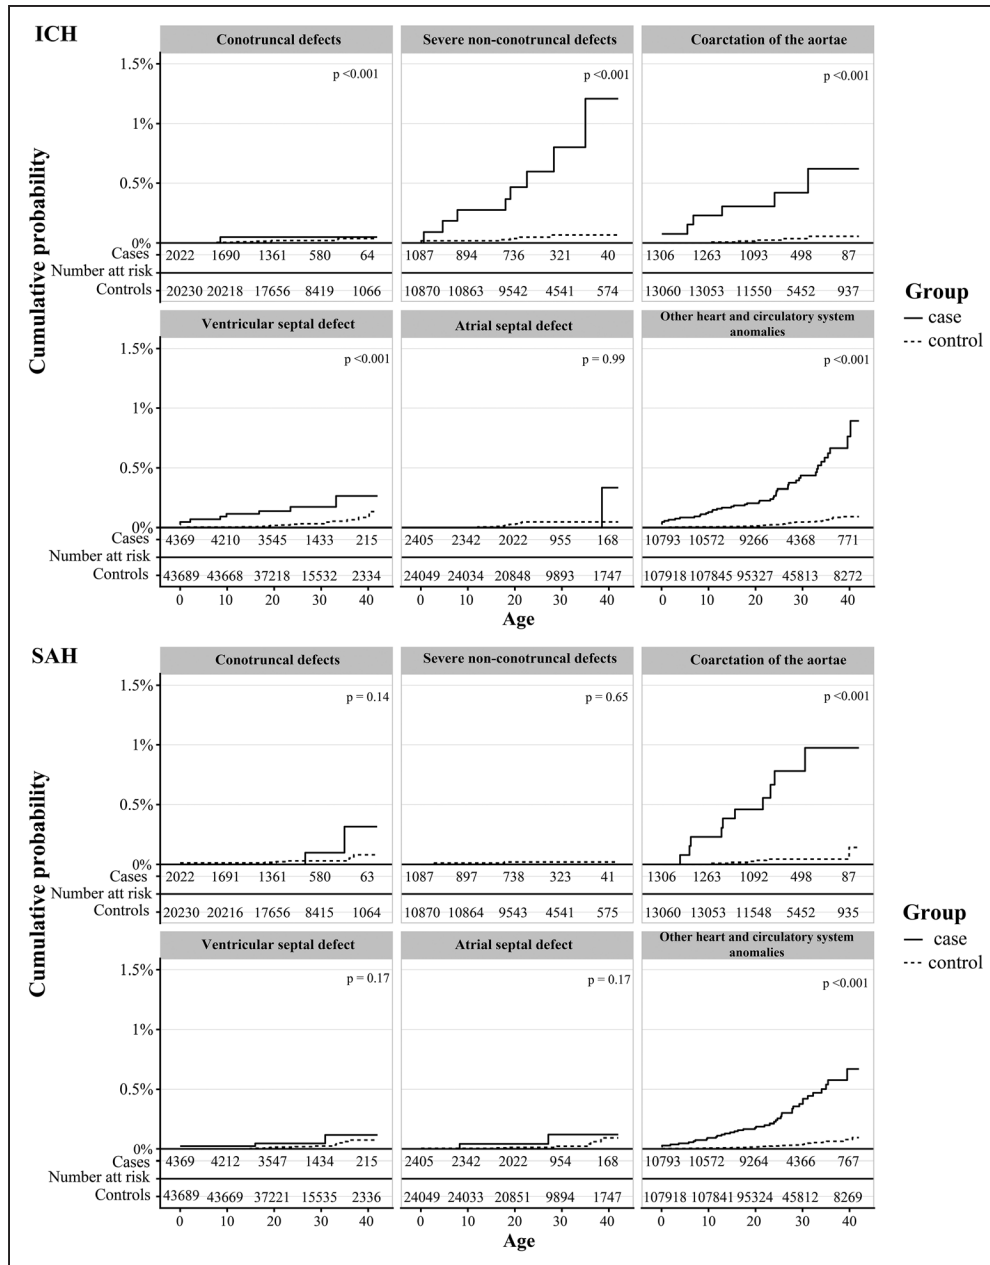 ICH
Conotruncal defects
Severe non-conotruncal defects
Coarctation of the aortae
Cumulative probability
1.5%
1%
0.5%
0%
p <0.001
p <0.001
p <0.001
Cases
2022 1690 1361 580 64
1087 894 736 321 40
1306 1263 1093 498 87
Number att risk
Controls
20230 20218 17656 8419 1066
10870 10863 9542 4541 574
13060 13053 11550 5452 937
Ventricular septal defect
Atrial septal defect
Other heart and circulatory system
anomalies
1.5%
1%
0.5%
0%
p <0.001
p = 0.99
p <0.001
Cases
4369 4210 3545 1433 215
2405 2342 2022 955 168
10793 10572 9266 4368 771
Number att risk
Controls
43689 43668 37218 15532 2334
24049 24034 20848 9893 1747
107918 107845 95327 45813 8272
0 10 20 30 40
0 10 20 30 40
0 10 20 30 40
Age
Group
case
control
SAH
Conotruncal defects
Severe non-conotruncal defects
Coarctation of the aortae
Cumulative probability
1.5%
1%
0.5%
0%
p = 0.14
p = 0.65
p <0.001
Cases
2022 1691 1361 580 63
1087 897 738 323 41
1306 1263 1092 498 87
Number att risk
Controls
20230 20216 17656 8415 1064
10870 10864 9543 4541 575
13060 13053 11548 5452 935
Ventricular septal defect
Atrial septal defect
Other heart and circulatory system
anomalies
1.5%
1%
0.5%
0%
p = 0.17
p = 0.17
p <0.001
Cases
4369 4212 3547 1434 215
2405 2342 2022 954 168
10793 10572 9264 4366 767
Number att risk
Controls
43689 43669 37221 15535 2336
24049 24033 20851 9894 1747
107918 107841 95324 45812 8269
0 10 20 30 40
0 10 20 30 40
0 10 20 30 40
Age
Group
case
control